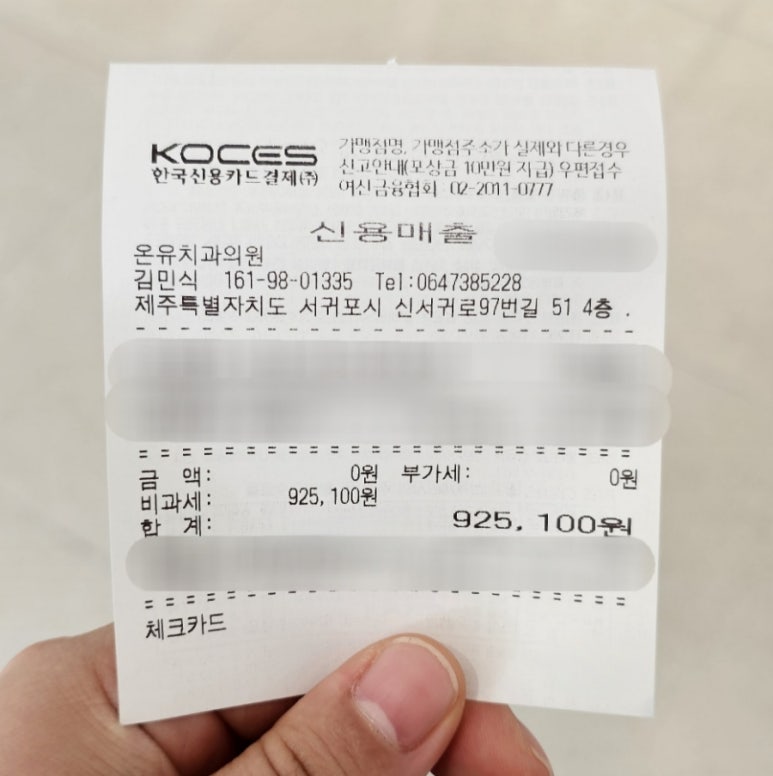 KOCES
한국신용카드결제(주)
가맹점명, 가맹점주소가 실제와 다른경우
신고안내(포상금 10만원 지급) 우편접수
여신금융협회 02-2011-0777
신용매출
온유치과의원
김민식 161-98-01335 Tel:0647385228
제주특별자치도 서귀포시 신서귀로97번길 51 4층 .
금 액: 0원 부가세: 0원
비과세: 925,100원
합 계: 925,100원
체크카드